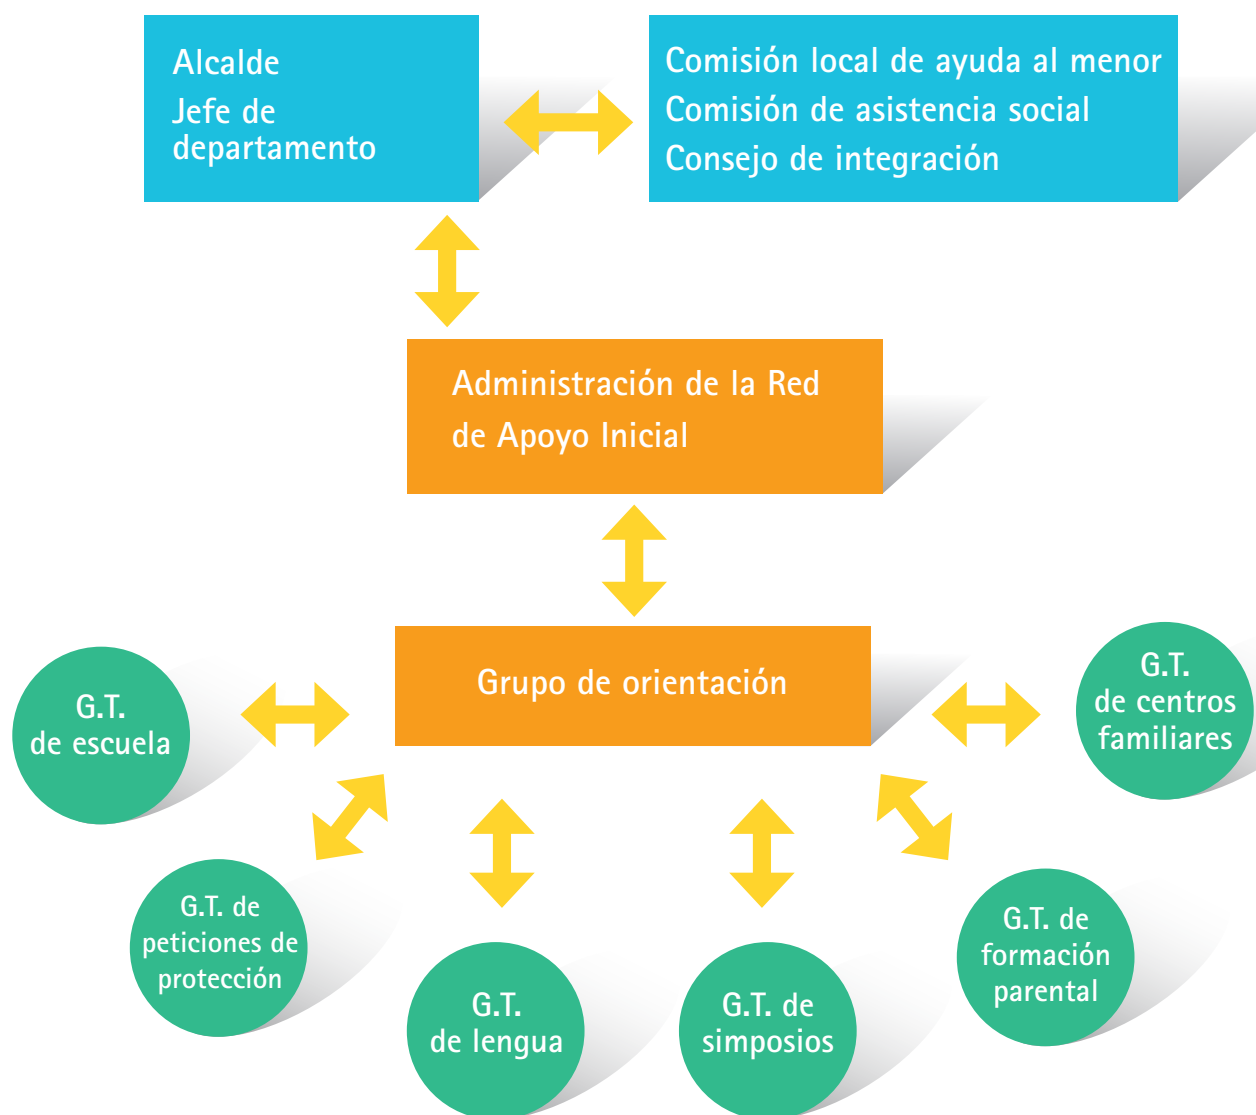 Alcalde
Jefe de
departamento
Comisión local de ayuda al menor
Comisión de asistencia social
Consejo de integración
Administración de la Red
de Apoyo Inicial
Grupo de orientación
G.T.
de escuela
G.T. de
peticiones de
protección
G.T.
de lengua
G.T. de
simposios
G.T. de
formación
parental
G.T.
de centros
familiares